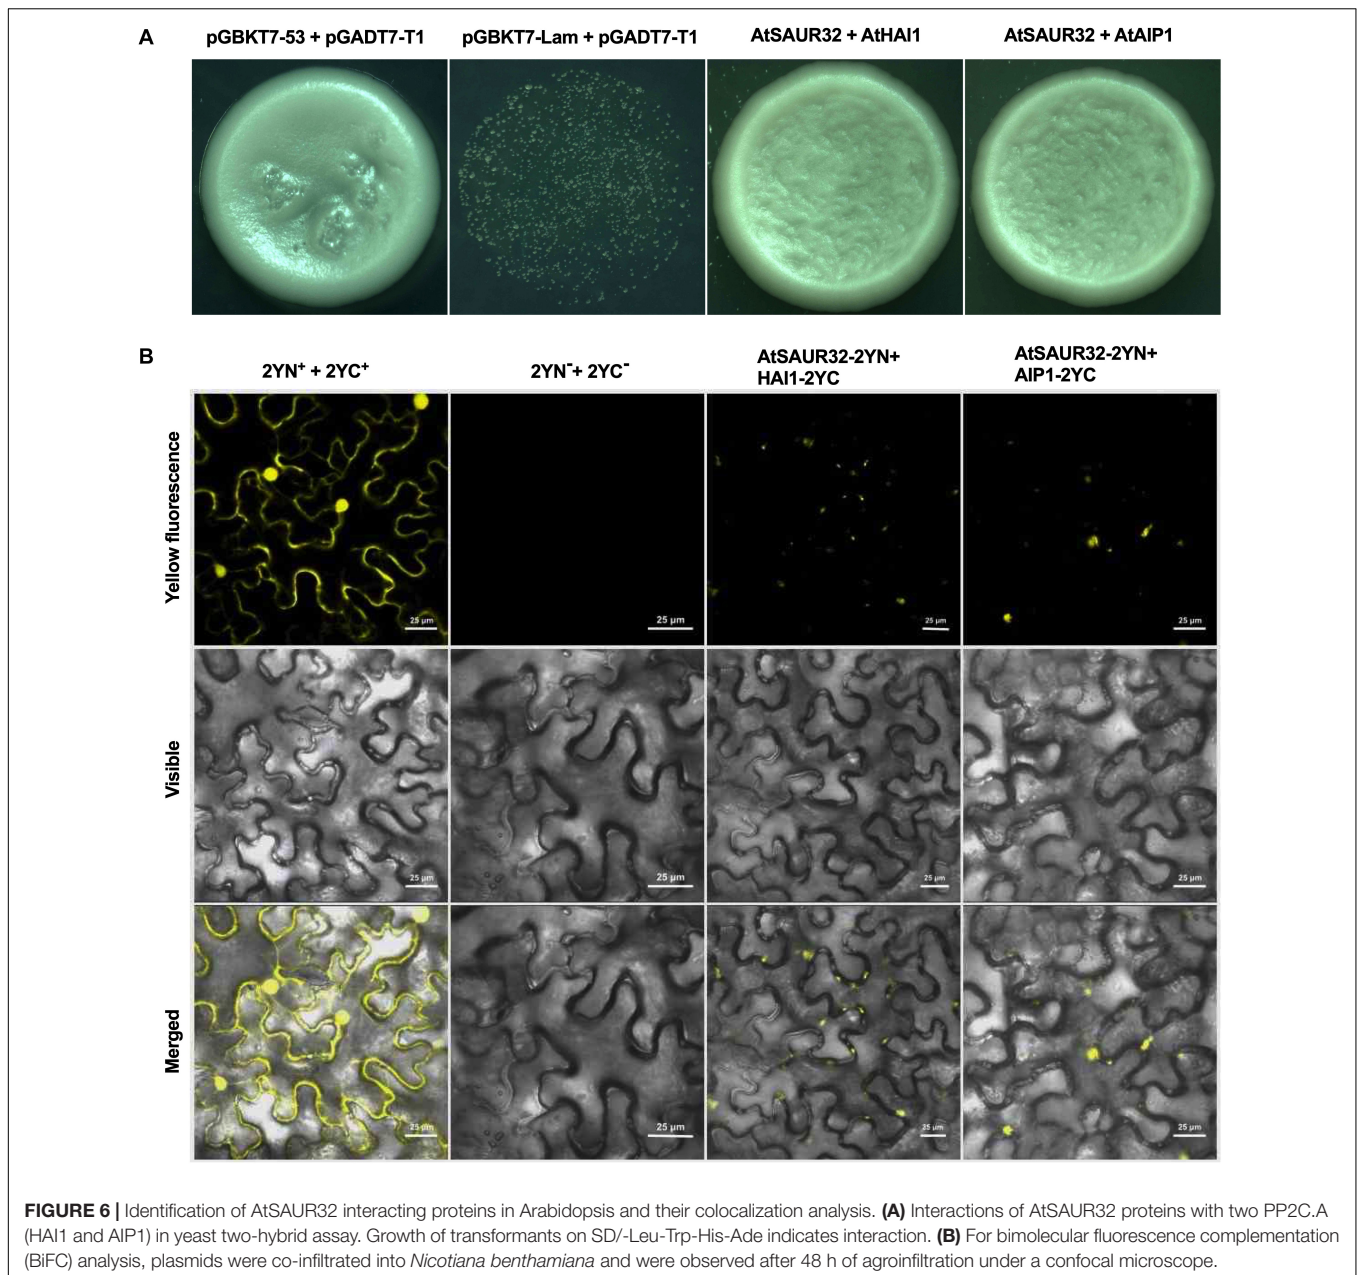 A
pGBKT7-53 + pGADT7-T1
pGBKT7-Lam + pGADT7-T1
AtSAUR32 + AtHAI1
AtSAUR32 + AtAIP1
B
2YN⁺ + 2YC⁺
2YN⁻+ 2YC⁻
AtSAUR32-2YN+
HAI1-2YC
AtSAUR32-2YN+
AIP1-2YC
Yellow fluorescence
25 µm
25 µm
25 µm
25 µm
Visible
25 µm
25 µm
25 µm
25 µm
Merged
25 µm
25 µm
25 µm
25 µm
FIGURE 6 | Identification of AtSAUR32 interacting proteins in Arabidopsis and their colocalization analysis. (A) Interactions of AtSAUR32 proteins with two PP2C.A
(HAI1 and AIP1) in yeast two-hybrid assay. Growth of transformants on SD/-Leu-Trp-His-Ade indicates interaction. (B) For bimolecular fluorescence complementation
(BiFC) analysis, plasmids were co-infiltrated into Nicotiana benthamiana and were observed after 48 h of agroinfiltration under a confocal microscope.